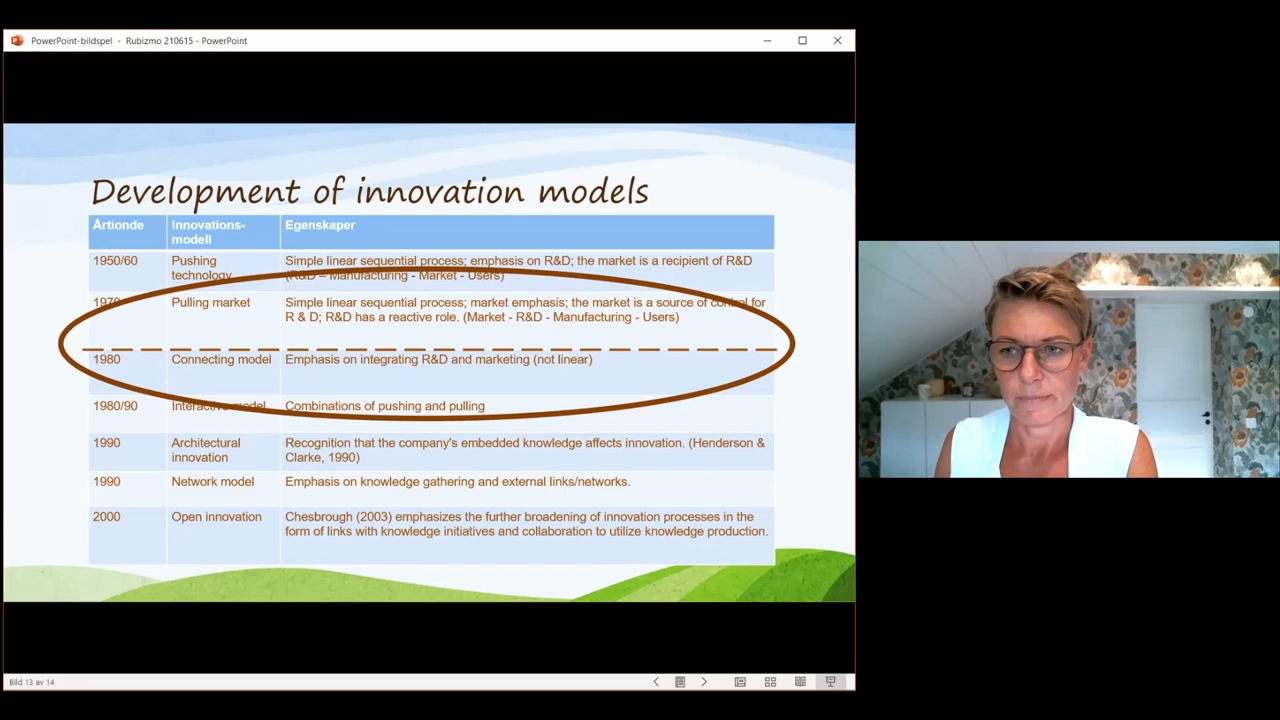 PowerPoint-bildspel - Rubizmo 210615 - PowerPoint
Development of innovation models
Årtionde
Innovations-
modell
Egenskaper
1950/60
Pushing
technology
Simple linear sequential process; emphasis on R&D; the market is a recipient of R&D
(R&D – Manufacturing - Market - Users)
1970
Pulling market
Simple linear sequential process; market emphasis; the market is a source of control for
R & D; R&D has a reactive role. (Market - R&D - Manufacturing - Users)
1980
Connecting model
Emphasis on integrating R&D and marketing (not linear)
1980/90
Interactive model
Combinations of pushing and pulling
1990
Architectural
innovation
Recognition that the company's embedded knowledge affects innovation. (Henderson &
Clarke, 1990)
1990
Network model
Emphasis on knowledge gathering and external links/networks.
2000
Open innovation
Chesbrough (2003) emphasizes the further broadening of innovation processes in the
form of links with knowledge initiatives and collaboration to utilize knowledge production.
Bild 13 av 14